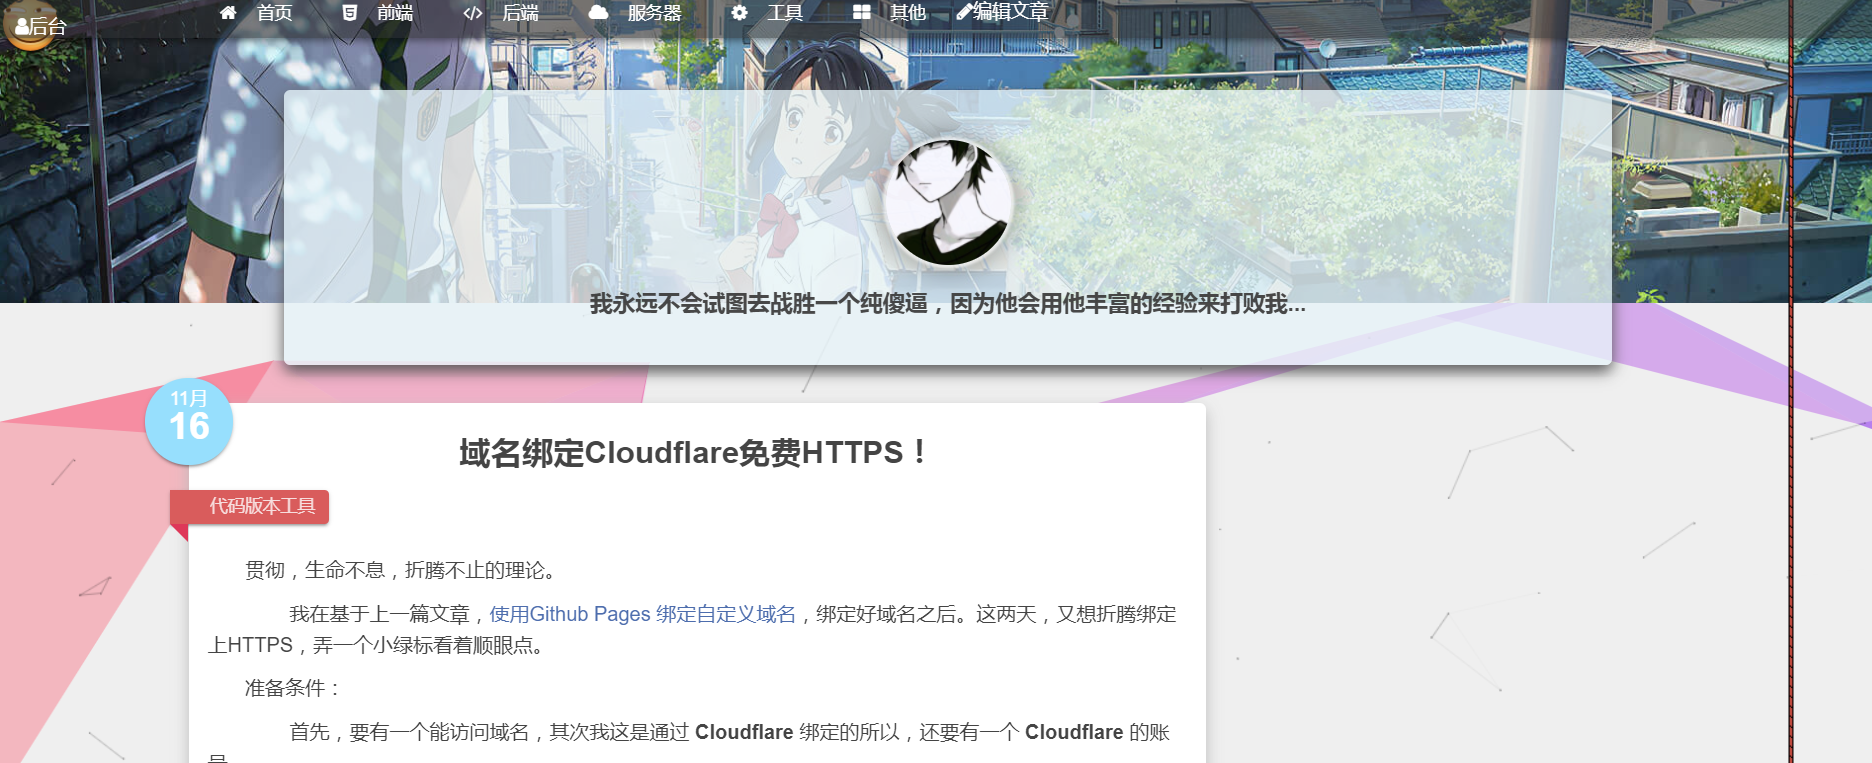 后台
首页 前端 后端 服务器 工具 其他 编辑文章
我永远不会试图去战胜一个纯傻逼，因为他会用他丰富的经验来打败我...
11月
16
域名绑定Cloudflare免费HTTPS！
代码版本工具
贯彻，生命不息，折腾不止的理论。
我在基于上一篇文章，使用Github Pages 绑定自定义域名，绑定好域名之后。这两天，又想折腾绑定
上HTTPS，弄一个小绿标看着顺眼点。
准备条件：
首先，要有一个能访问域名，其次我这是通过 Cloudflare 绑定的所以，还要有一个 Cloudflare 的账